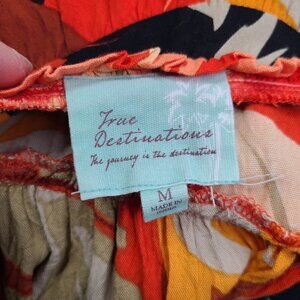 True
Destinations
The journey is the destination
M
MADE IN